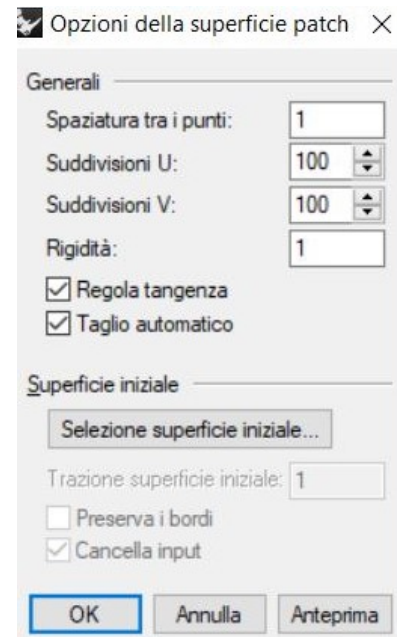 Opzioni della superficie patch
Generali
Spaziatura tra i punti: 1
Suddivisioni U: 100
Suddivisioni V: 100
Rigidità: 1
Regola tangenza
Taglio automatico
Superficie iniziale
Selezione superficie iniziale...
Trazione superficie iniziale: 1
Preserva i bordi
Cancella input
OK Annulla Anteprima